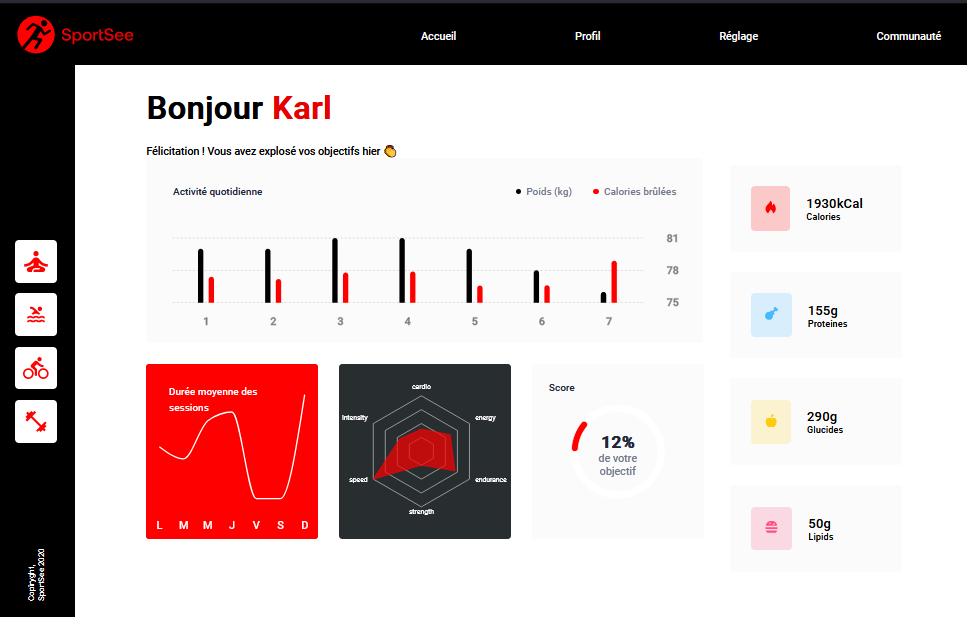 SportSee
Accueil
Profil
Réglage
Communauté
Bonjour Karl
Félicitation ! Vous avez explosé vos objectifs hier 👏
Activité quotidienne
Poids (kg)
Calories brûlées
81
78
75
1 2 3 4 5 6 7
1930kCal
Calories
155g
Proteines
290g
Glucides
50g
Lipids
Durée moyenne des
sessions
L M M J V S D
cardio
energy
endurance
strength
speed
intensity
Score
12%
de votre
objectif
Copiryght,
SportSee 2020